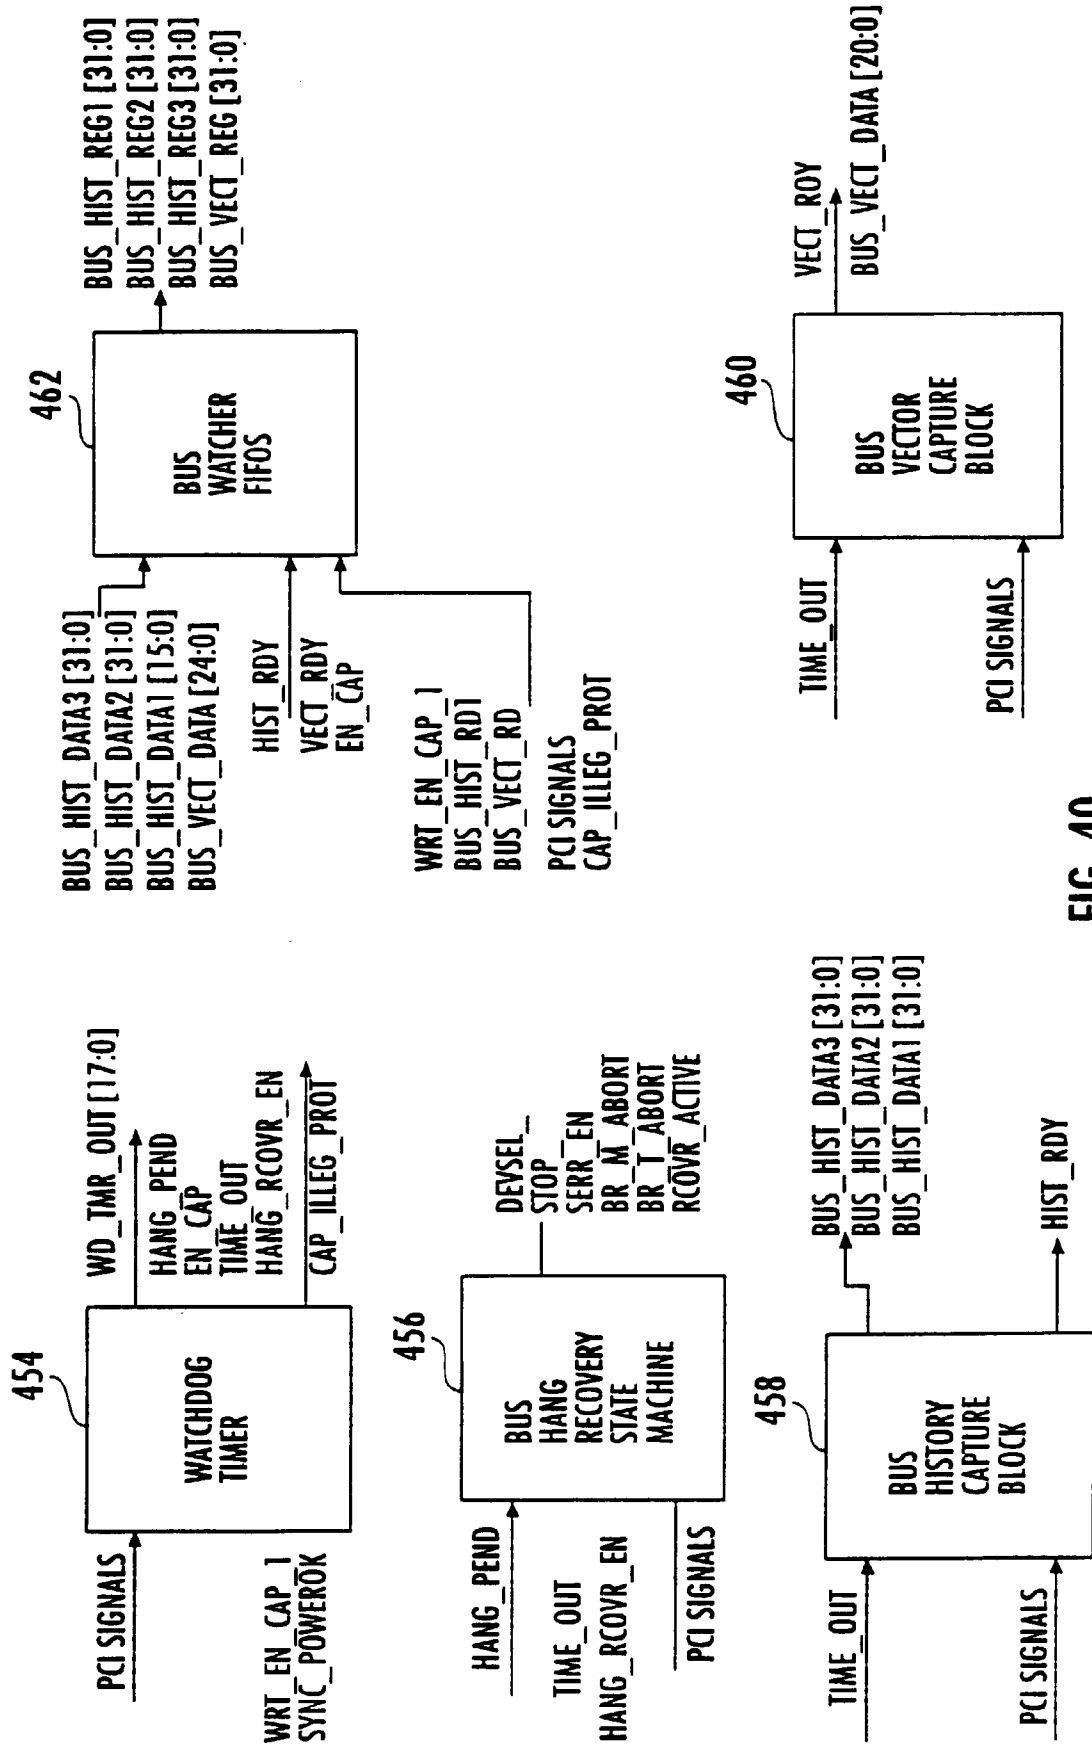 454
WATCHDOG
TIMER
PCI SIGNALS
WRT_EN_CAP_1
SYNC_POWEROK
WD_TMR_OUT [17:0]
HANG_PEND
EN_CAP
TIME_OUT
HANG_RCOVR_EN
CAP_ILLEG_PROT
456
BUS
HANG
RECOVERY
STATE
MACHINE
HANG_PEND
TIME_OUT
HANG_RCOVR_EN
PCI SIGNALS
DEVSEL_
STOP_
SERR_EN
BR_M_ABORT
BR_T_ABORT
RCOVR_ACTIVE
458
BUS
HISTORY
CAPTURE
BLOCK
TIME_OUT
PCI SIGNALS
BUS_HIST_DATA3 [31:0]
BUS_HIST_DATA2 [31:0]
BUS_HIST_DATA1 [31:0]
HIST_RDY
462
BUS
WATCHER
FIFOS
BUS_HIST_DATA3 [31:0]
BUS_HIST_DATA2 [31:0]
BUS_HIST_DATA1 [15:0]
BUS_VECT_DATA [24:0]
HIST_RDY
VECT_RDY
EN_CAP
WRT_EN_CAP_1
BUS_HIST_RD1
BUS_VECT_RD
PCI SIGNALS
CAP_ILLEG_PROT
BUS_HIST_REG1 [31:0]
BUS_HIST_REG2 [31:0]
BUS_HIST_REG3 [31:0]
BUS_VECT_REG [31:0]
460
BUS
VECTOR
CAPTURE
BLOCK
TIME_OUT
PCI SIGNALS
VECT_ROY
BUS_VECT_DATA [20:0]
FIG. 40